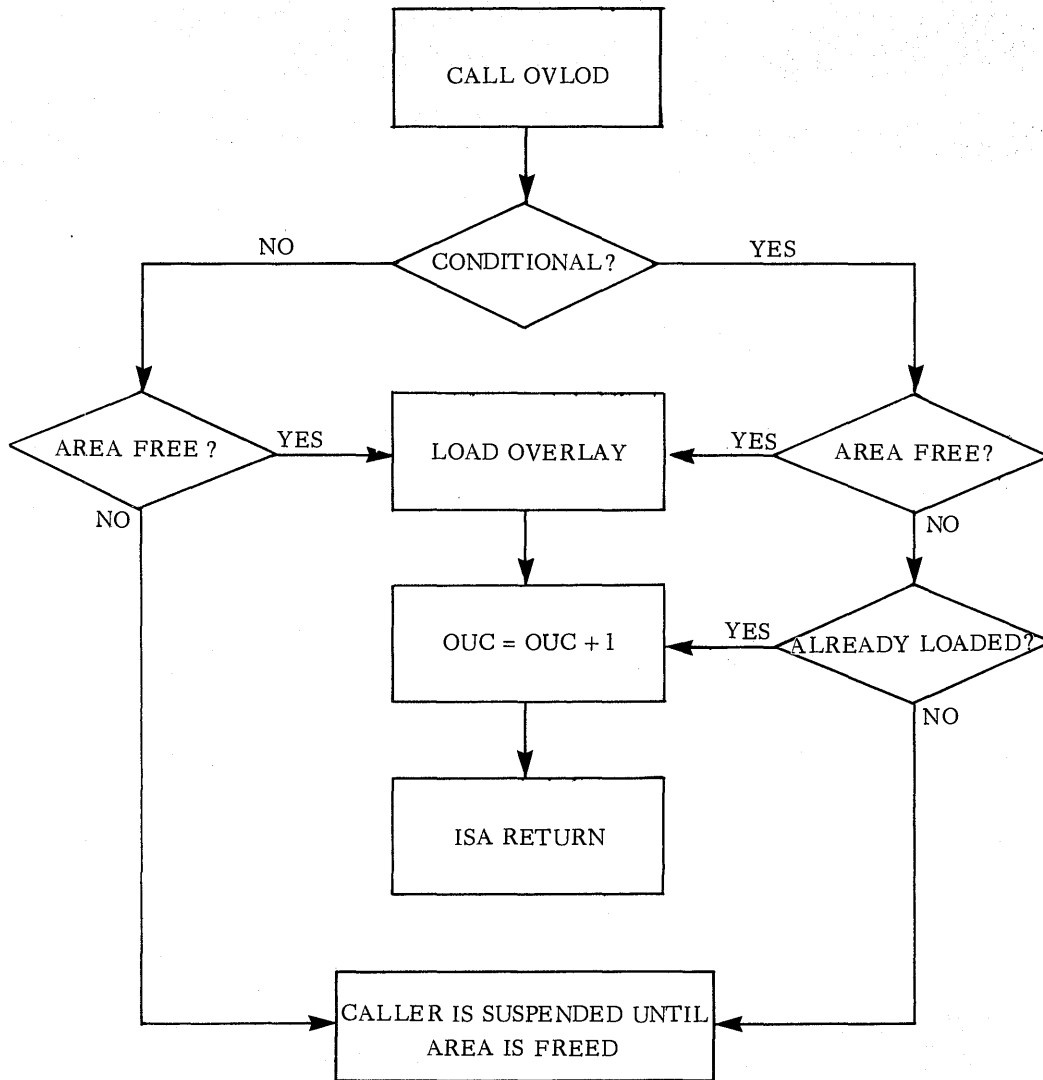 CALL OVLOD
CONDITIONAL?
NO
YES
AREA FREE?
YES
NO
LOAD OVERLAY
YES
AREA FREE?
NO
OUC = OUC + 1
YES
ALREADY LOADED?
NO
ISA RETURN
CALLER IS SUSPENDED UNTIL
AREA IS FREED